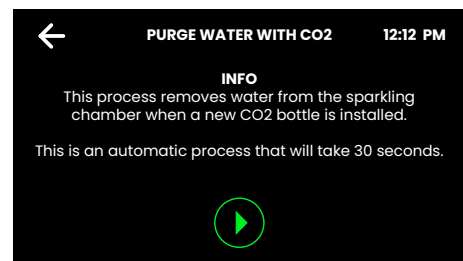 PURGE WATER WITH CO2 12:12 PM
INFO
This process removes water from the sparkling
chamber when a new CO2 bottle is installed.
This is an automatic process that will take 30 seconds.